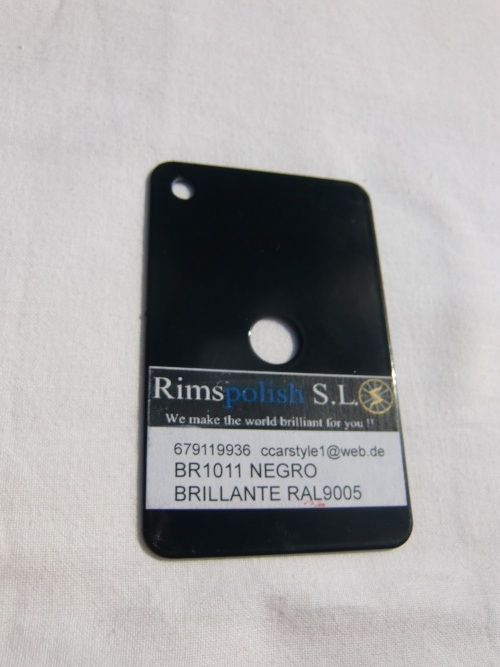 Rimspolish S.L.
We make the world brilliant for you !!
679119936 ccarstyle1@web.de
BR1011 NEGRO
BRILLANTE RAL9005